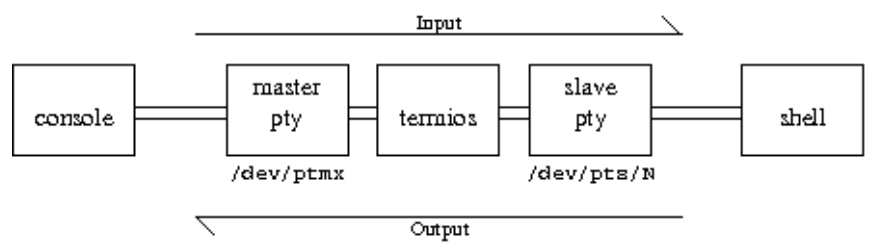 Input
console
master
pty
termios
slave
pty
shell
/dev/ptmx
/dev/pts/N
Output